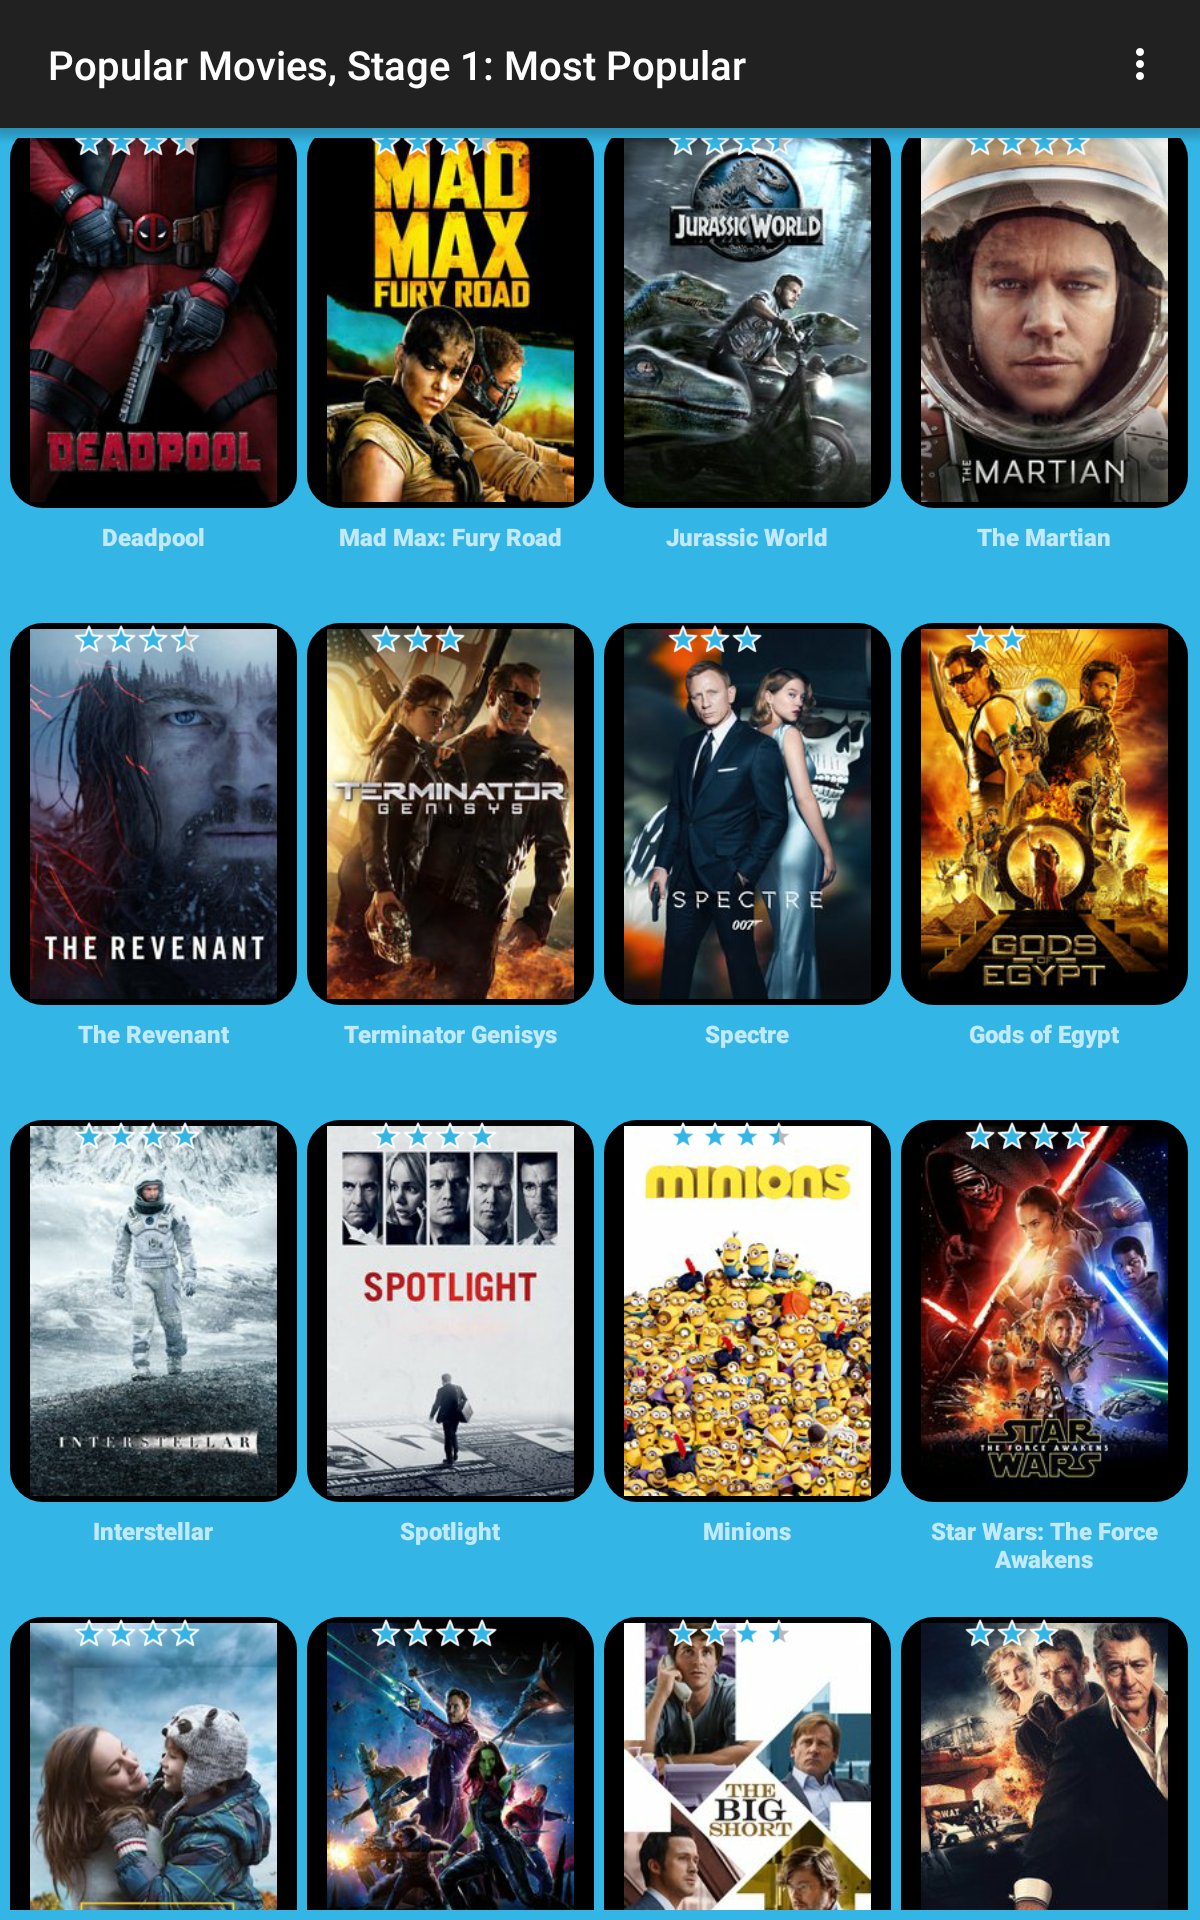 Popular Movies, Stage 1: Most Popular
DEADPOOL
MAD
MAX
FURY ROAD
JURASSIC WORLD
THE MARTIAN
Deadpool
Mad Max: Fury Road
Jurassic World
The Martian
THE REVENANT
TERMINATOR
GENISYS
SPECTRE
007
GODS
OF
EGYPT
The Revenant
Terminator Genisys
Spectre
Gods of Egypt
INTERSTELLAR
SPOTLIGHT
minions
STAR
THE FORCE AWAKENS
WARS
Interstellar
Spotlight
Minions
Star Wars: The Force
Awakens
THE
BIG
SHORT
SWAT